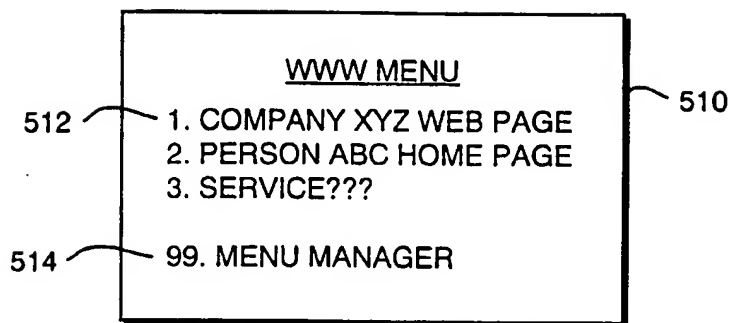 WWW MENU
510
512
1. COMPANY XYZ WEB PAGE
2. PERSON ABC HOME PAGE
3. SERVICE???
514
99. MENU MANAGER